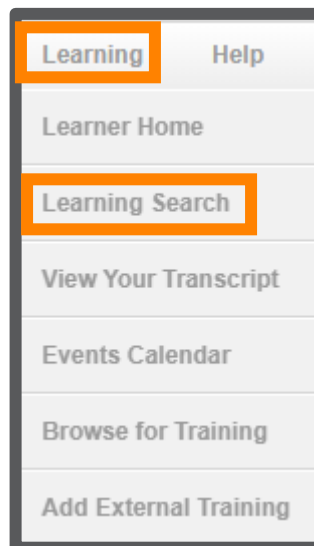 Learning Help
Learner Home
Learning Search
View Your Transcript
Events Calendar
Browse for Training
Add External Training